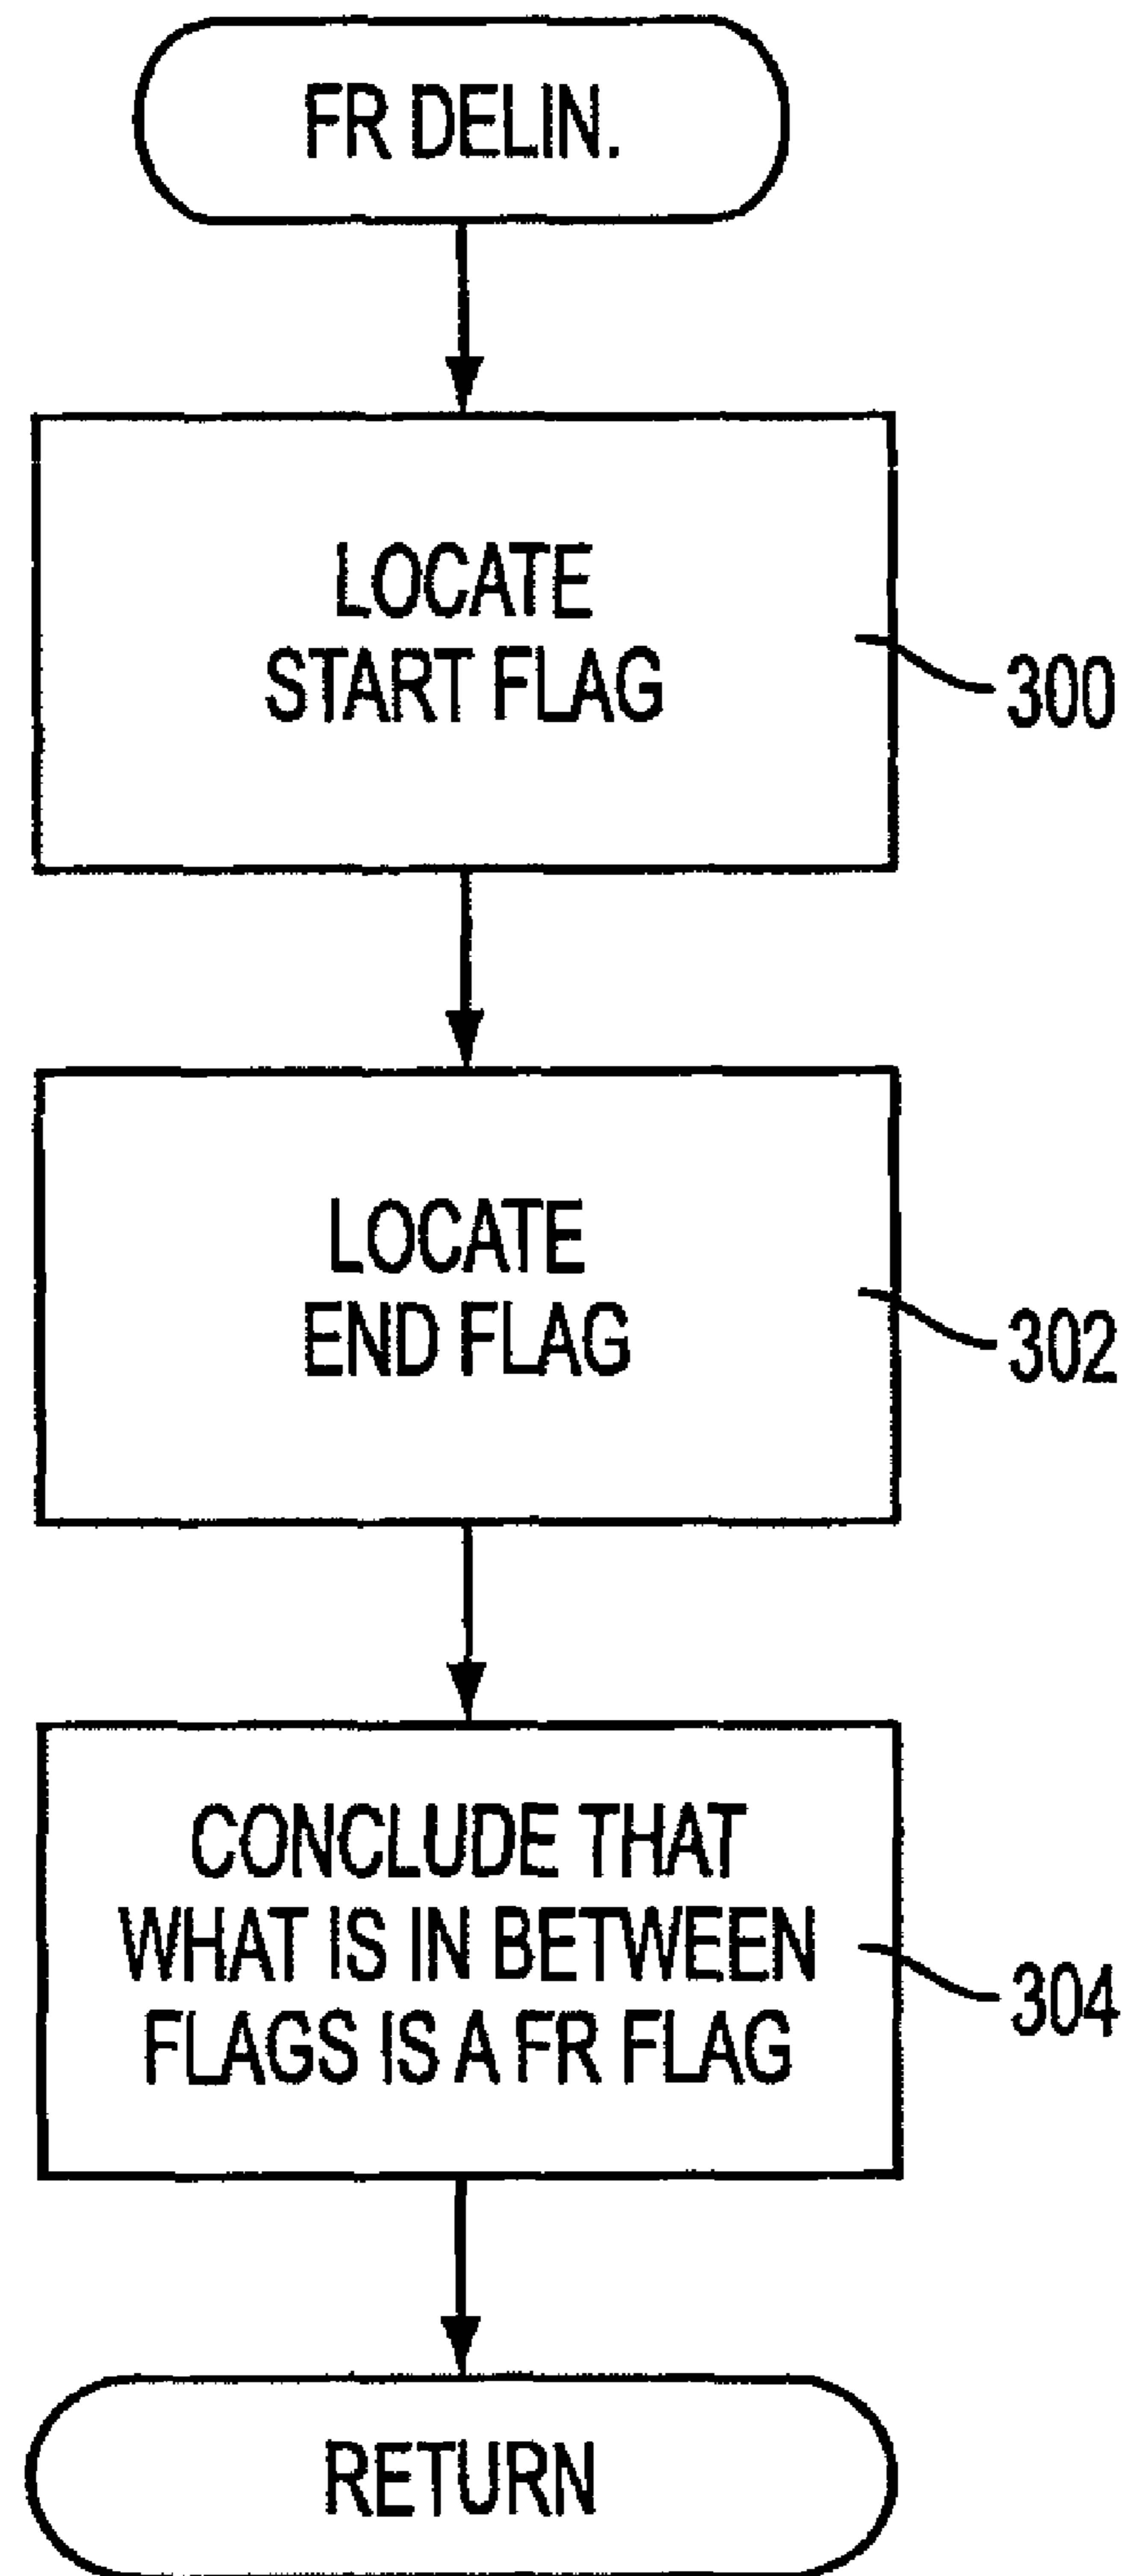 FR DELIN.
LOCATE
START FLAG
300
LOCATE
END FLAG
302
CONCLUDE THAT
WHAT IS IN BETWEEN
FLAGS IS A FR FLAG
304
RETURN